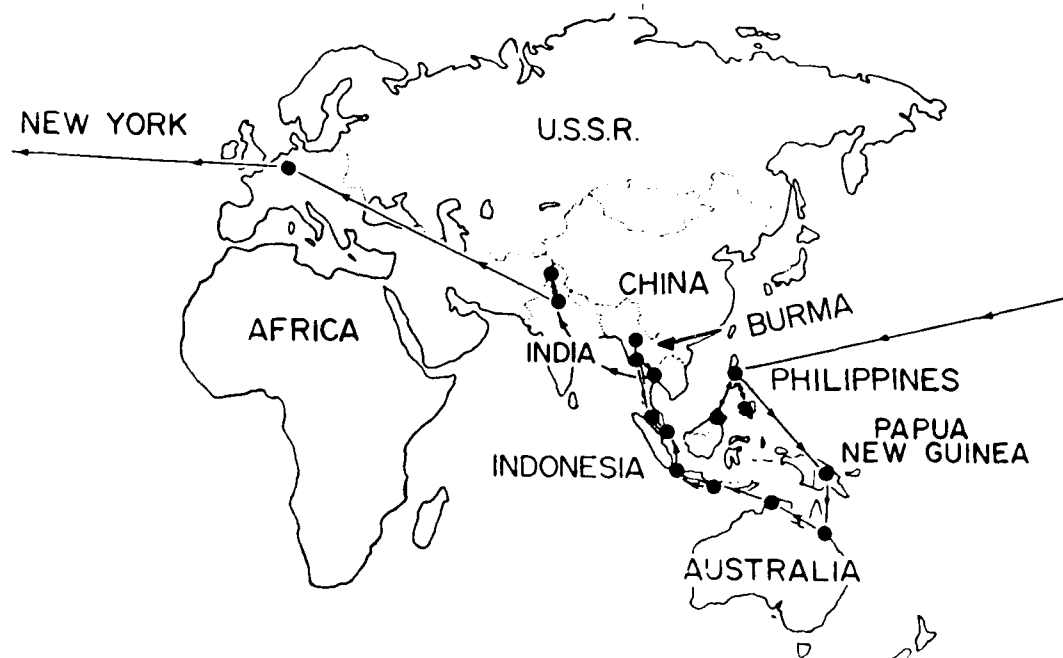 NEW YORK
U.S.S.R.
CHINA
AFRICA
BURMA
INDIA
PHILIPPINES
PAPUA
NEW GUINEA
INDONESIA
AUSTRALIA